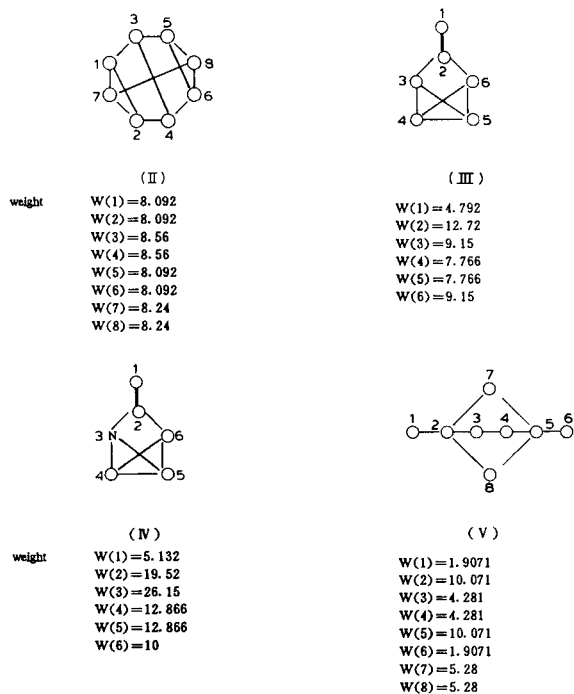 3 5
1 8
7 6
2 4
(Ⅱ)
weight
W(1)=8.092
W(2)=8.092
W(3)=8.56
W(4)=8.56
W(5)=8.092
W(6)=8.092
W(7)=8.24
W(8)=8.24
1
2
3 6
4 5
(Ⅲ)
W(1)=4.792
W(2)=12.72
W(3)=9.15
W(4)=7.766
W(5)=7.766
W(6)=9.15
1
2
3 N 6
4 5
(Ⅳ)
weight
W(1)=5.132
W(2)=19.52
W(3)=26.15
W(4)=12.866
W(5)=12.866
W(6)=10
7
1 2 3 4 5 6
8
(Ⅴ)
W(1)=1.9071
W(2)=10.071
W(3)=4.281
W(4)=4.281
W(5)=10.071
W(6)=1.9071
W(7)=5.28
W(8)=5.28